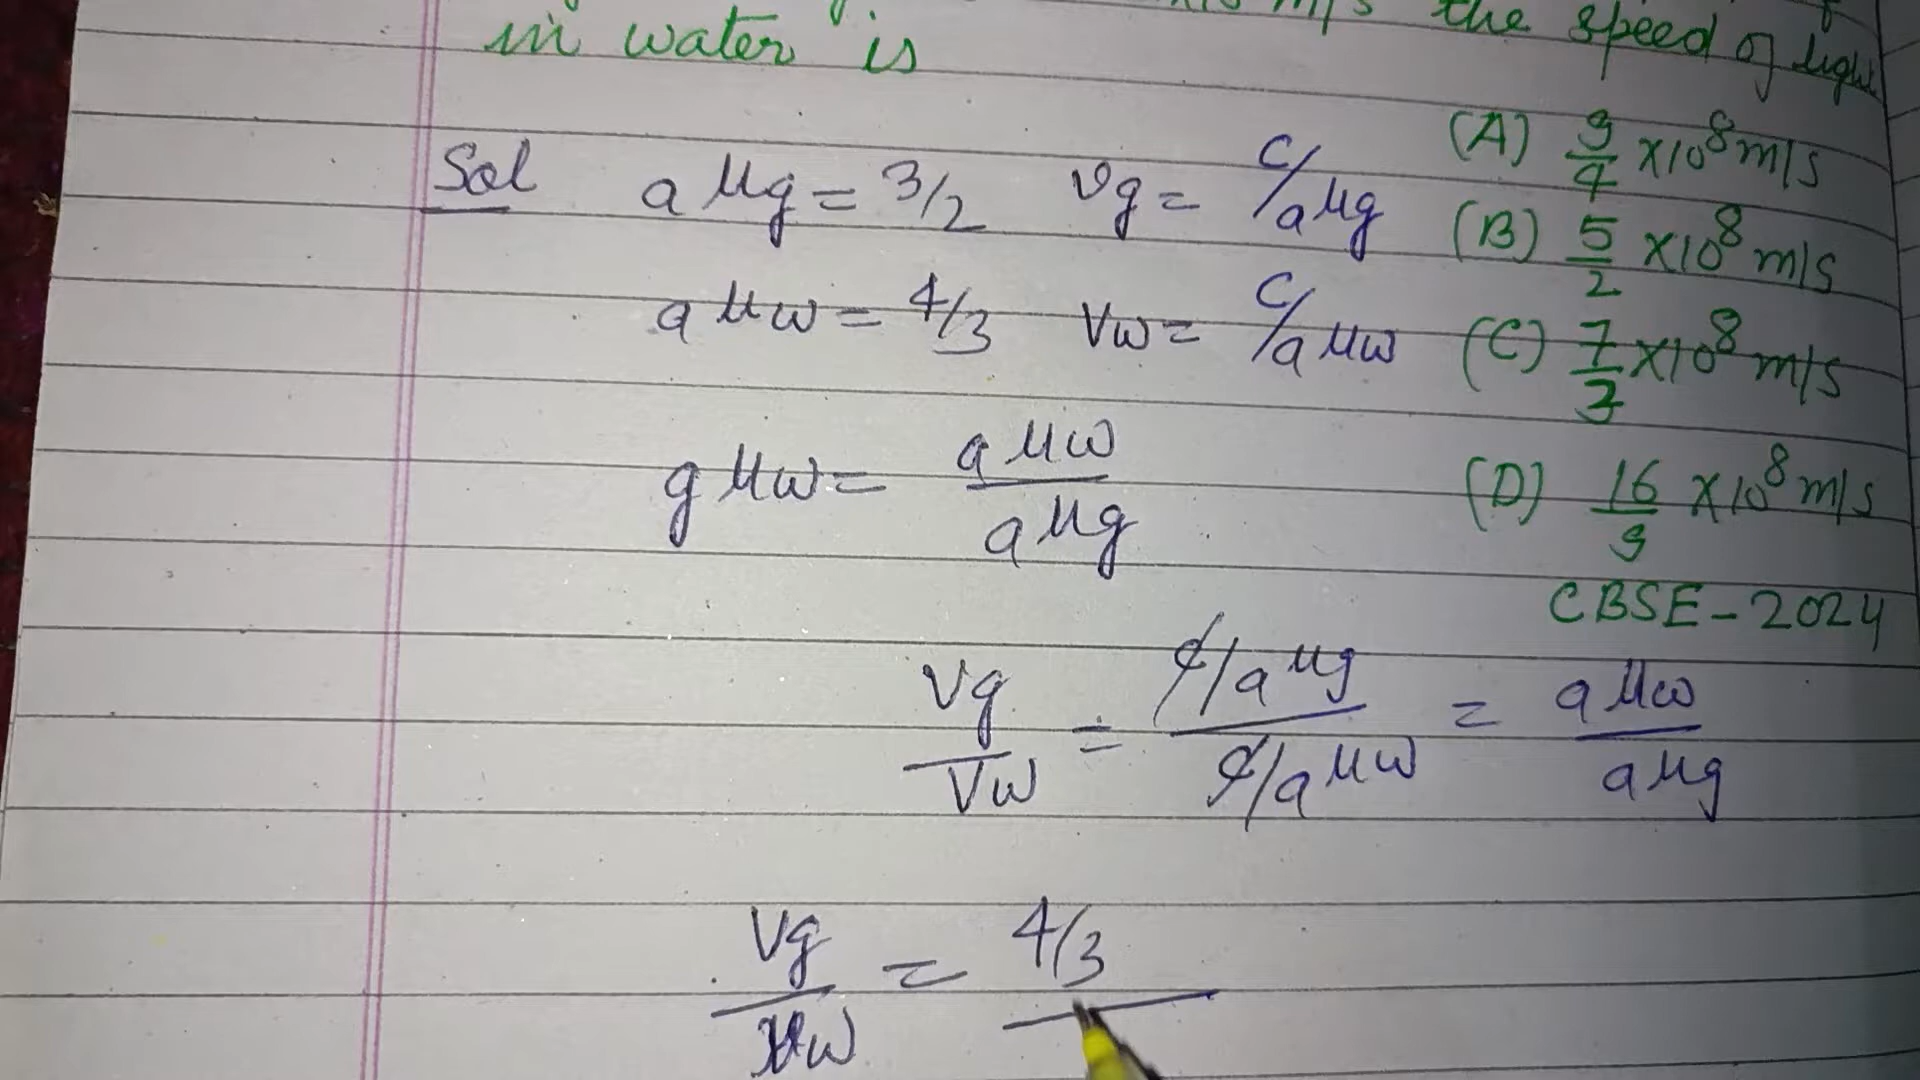 m/s the speed of light
in water is
Sol aμg = 3/2 vg = c/aμg
(A) 9/4 ×10⁸ m/s
aμw = 4/3 Vw = c/aμw
(B) 5/2 ×10⁸ m/s
(C) 7/3 ×10⁸ m/s
gμw = aμw/aμg
(D) 16/9 ×10⁸ m/s
CBSE-2024
Vg/Vw = c/aμg / c/aμw = aμw/aμg
Vg/Vw = 4/3